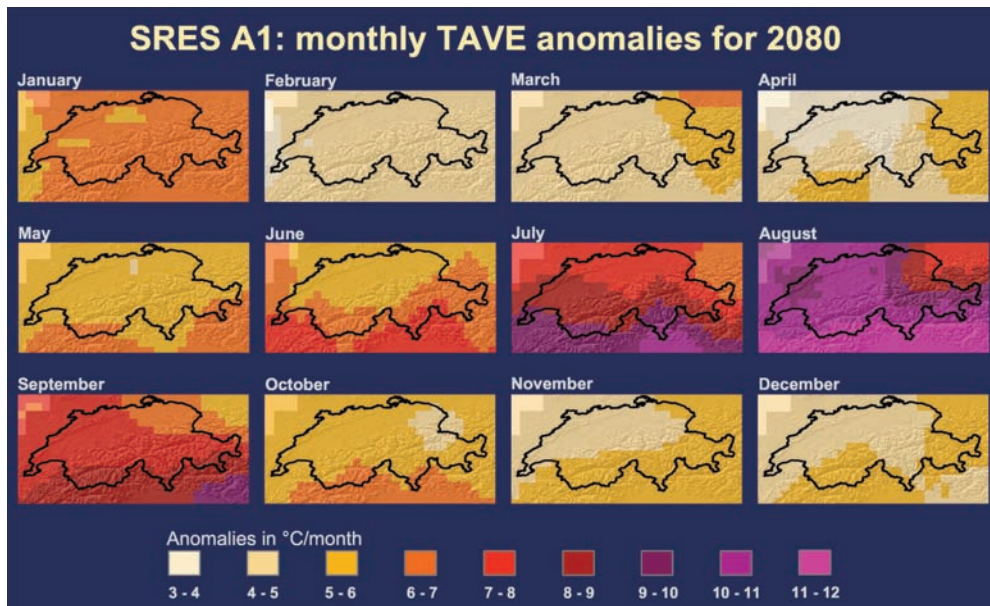 SRES A1: monthly TAVE anomalies for 2080
January February March April
May June July August
September October November December
Anomalies in °C/month
3 - 4 4 - 5 5 - 6 6 - 7 7 - 8 8 - 9 9 - 10 10 - 11 11 - 12